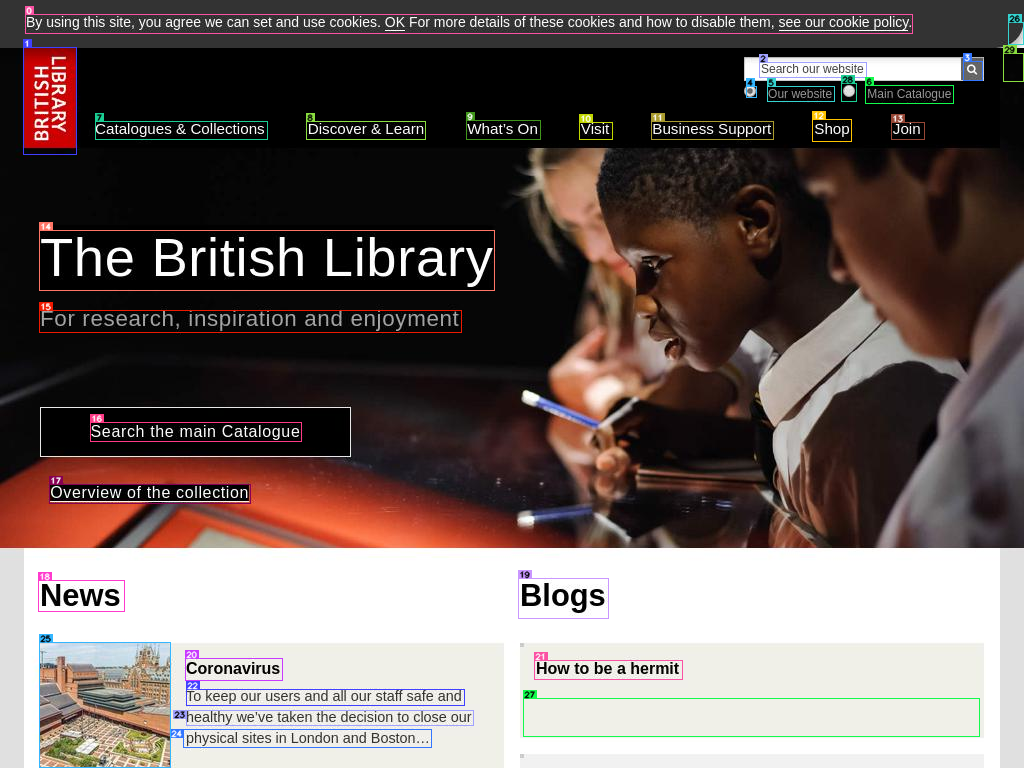 By using this site, you agree we can set and use cookies. OK For more details of these cookies and how to disable them, see our cookie policy.
BRITISH LIBRARY
Search our website
Our website
Main Catalogue
Catalogues & Collections
Discover & Learn
What's On
Visit
Business Support
Shop
Join
The British Library
For research, inspiration and enjoyment
Search the main Catalogue
Overview of the collection
News
Blogs
Coronavirus
To keep our users and all our staff safe and
healthy we've taken the decision to close our
physical sites in London and Boston…
How to be a hermit
0
1
2
3
4
5
6
7
8
9
10
11
12
13
14
15
16
17
18
19
20
21
22
23
24
25
26
27
28
29